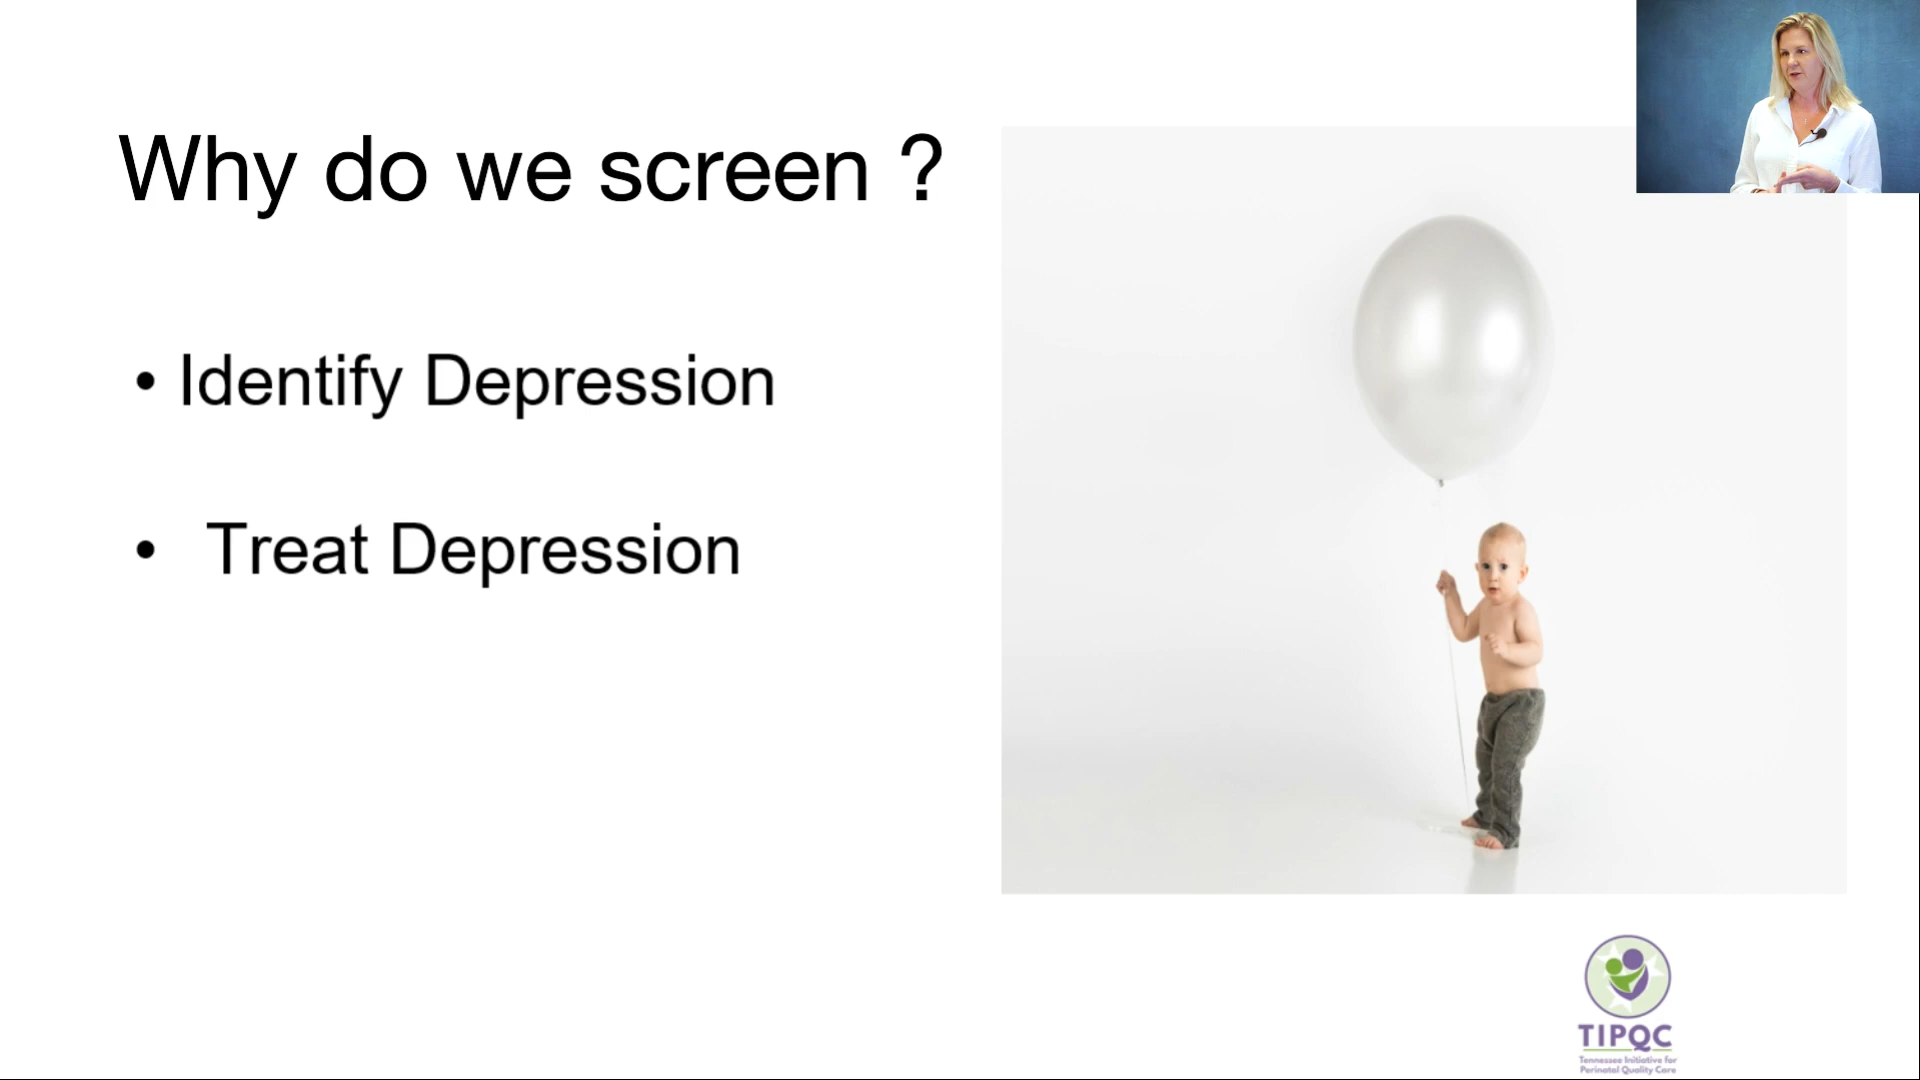 Why do we screen ?
• Identify Depression
• Treat Depression
TIPQC
Tennessee Initiative for
Perinatal Quality Care